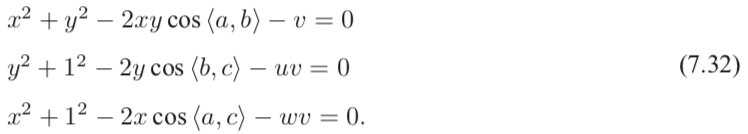 x² + y² − 2xy cos ⟨a, b⟩ − v = 0
y² + 1² − 2y cos ⟨b, c⟩ − uv = 0
(7.32)
x² + 1² − 2x cos ⟨a, c⟩ − wv = 0.